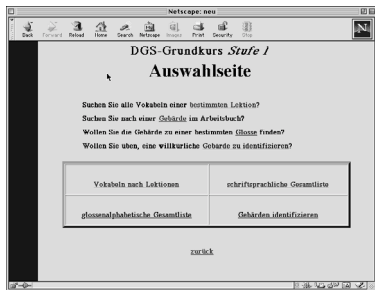 Netscape: neu
Back Forward Reload Home Search Netscape Images Print Security Stop
N
DGS-Grundkurs Stufe 1
Auswahlseite
Suchen Sie alle Vokabeln einer bestimmten Lektion?
Suchen Sie nach einer Gebärde im Arbeitsbuch?
Wollen Sie die Gebärde zu einer bestimmten Glosse finden?
Wollen Sie üben, eine willkürliche Gebärde zu identifizieren?
Vokabeln nach Lektionen schriftsprachliche Gesamtliste
glossenalphabetische Gesamtliste Gebärden identifizieren
zurück